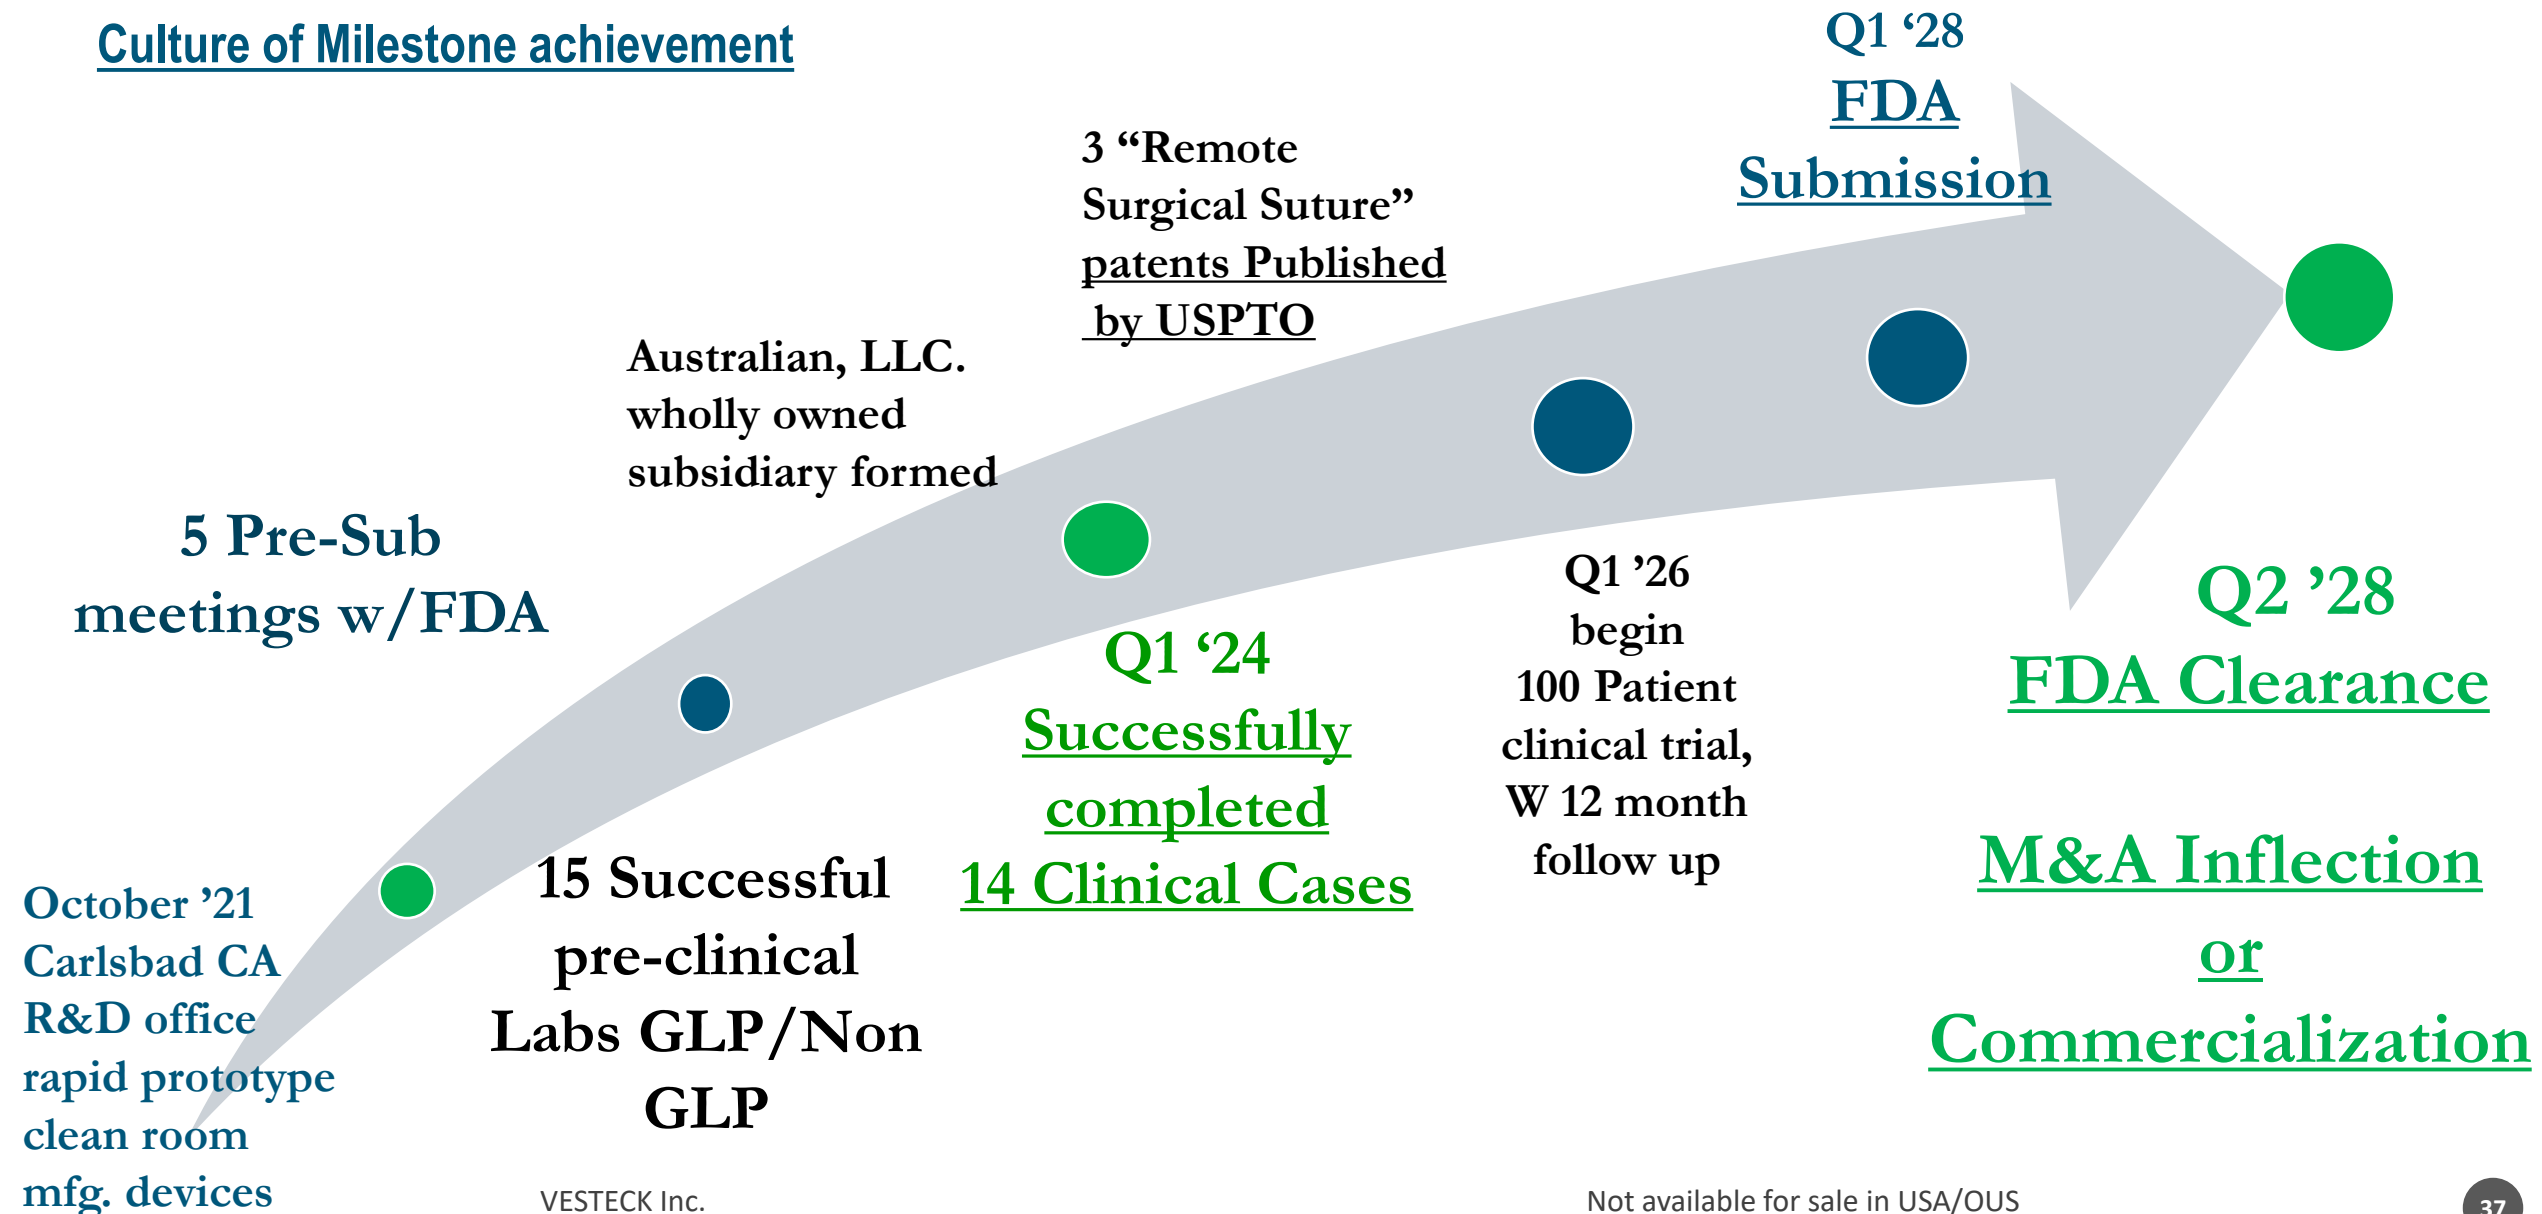 Culture of Milestone achievement
Q1 ‘28
FDA
Submission
3 “Remote
Surgical Suture”
patents Published
by USPTO
Australian, LLC.
wholly owned
subsidiary formed
5 Pre-Sub
meetings w/FDA
October ’21
Carlsbad CA
R&D office
rapid prototype
clean room
mfg. devices
15 Successful
pre-clinical
Labs GLP/Non
GLP
Q1 ‘24
Successfully
completed
14 Clinical Cases
Q1 ’26
begin
100 Patient
clinical trial,
W 12 month
follow up
Q2 ’28
FDA Clearance
M&A Inflection
or
Commercialization
VESTECK Inc.
Not available for sale in USA/OUS
37